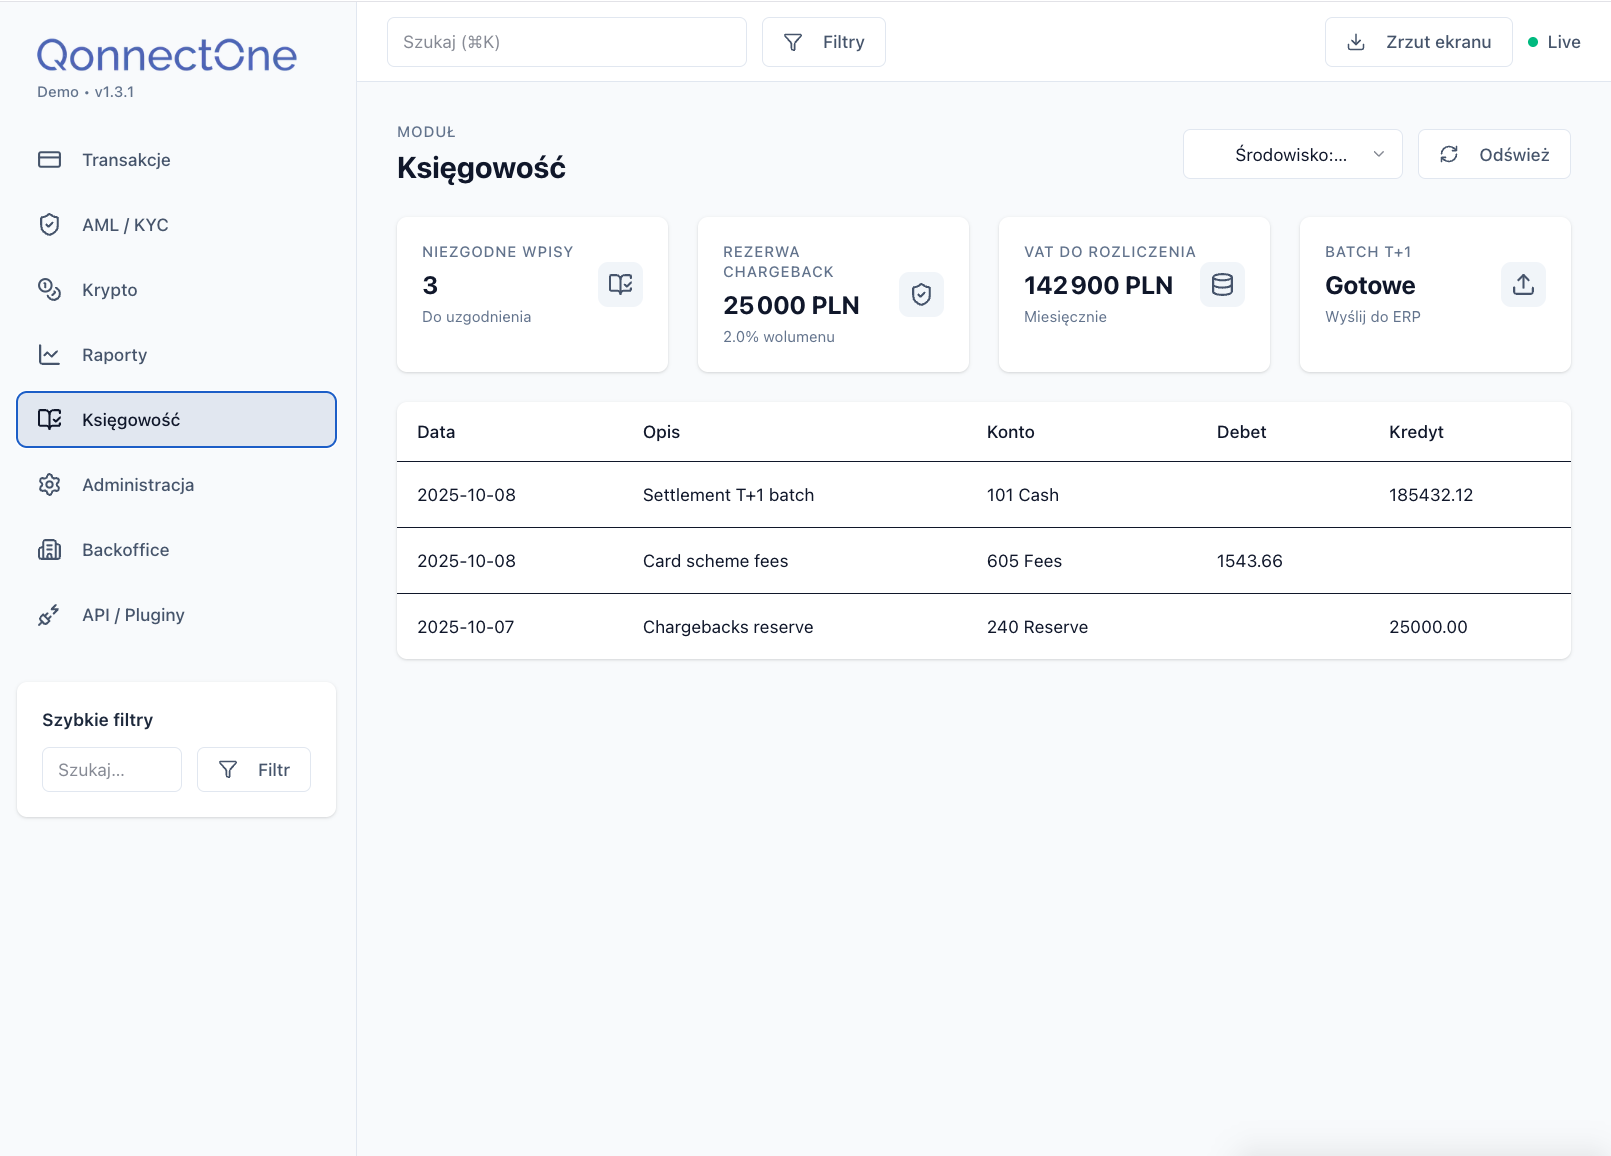 QonnectOne
Demo • v1.3.1
Transakcje
AML / KYC
Krypto
Raporty
Księgowość
Administracja
Backoffice
API / Pluginy
Szybkie filtry
Szukaj...
Filtr
Szukaj (⌘K)
Filtry
Zrzut ekranu
Live
MODUŁ
Księgowość
Środowisko:...
Odśwież
NIEZGODNE WPISY
3
Do uzgodnienia
REZERWA
CHARGEBACK
25 000 PLN
2.0% wolumenu
VAT DO ROZLICZENIA
142 900 PLN
Miesięcznie
BATCH T+1
Gotowe
Wyślij do ERP
Data Opis Konto Debet Kredyt
2025-10-08 Settlement T+1 batch 101 Cash 185432.12
2025-10-08 Card scheme fees 605 Fees 1543.66
2025-10-07 Chargebacks reserve 240 Reserve 25000.00